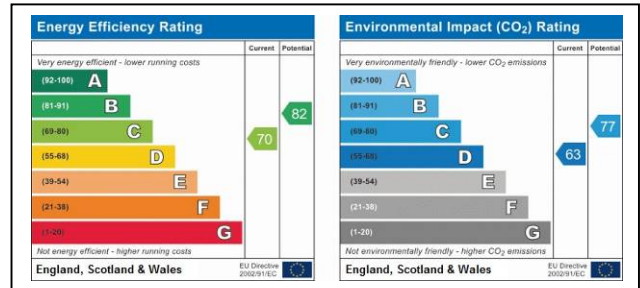 Energy Efficiency Rating
Current Potential
Very energy efficient - lower running costs
(92-100) A
(81-91) B
82
(69-80) C
70
(55-68) D
(39-54) E
(21-38) F
(1-20) G
Not energy efficient - higher running costs
England, Scotland & Wales
EU Directive
2002/91/EC
Environmental Impact (CO2) Rating
Current Potential
Very environmentally friendly - lower CO2 emissions
(92-100) A
(81-91) B
(69-80) C
77
(55-68) D
63
(39-54) E
(21-38) F
(1-20) G
Not environmentally friendly - higher CO2 emissions
England, Scotland & Wales
EU Directive
2002/91/EC